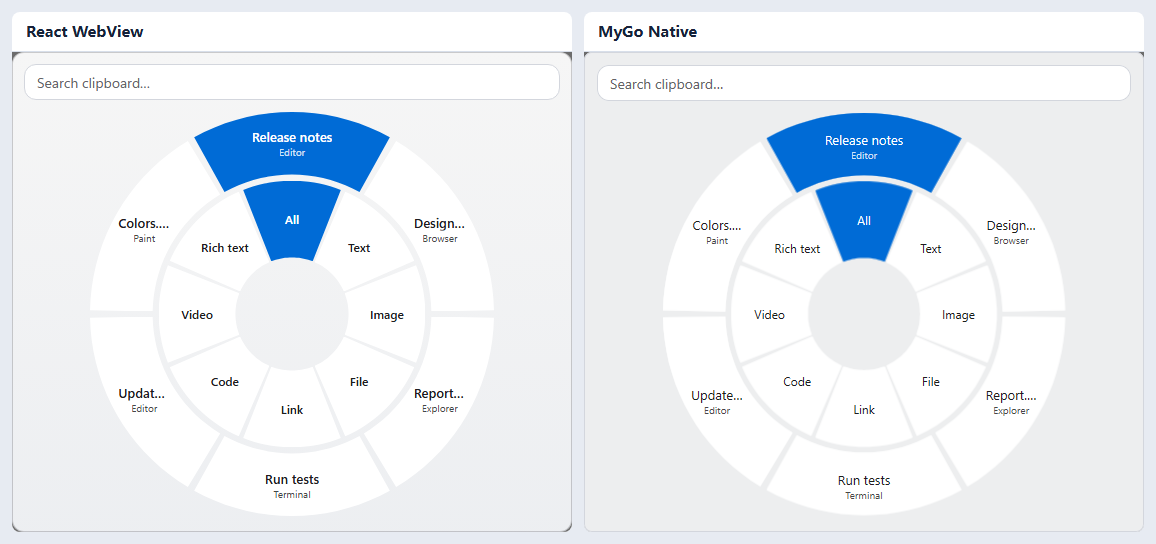 React WebView
Search clipboard...
Release notes
Editor
All
Colors....
Paint
Design...
Browser
Rich text
Text
Video
Image
Code
File
Updat...
Editor
Report...
Explorer
Link
Run tests
Terminal
MyGo Native
Search clipboard...
Release notes
Editor
All
Colors....
Paint
Design...
Browser
Rich text
Text
Video
Image
Code
File
Update...
Editor
Report....
Explorer
Link
Run tests
Terminal